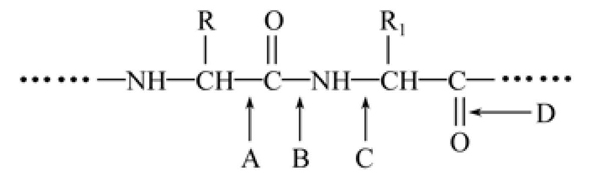 R O R₁
······—NH—CH—C—NH—CH—C—······
O D
A B C